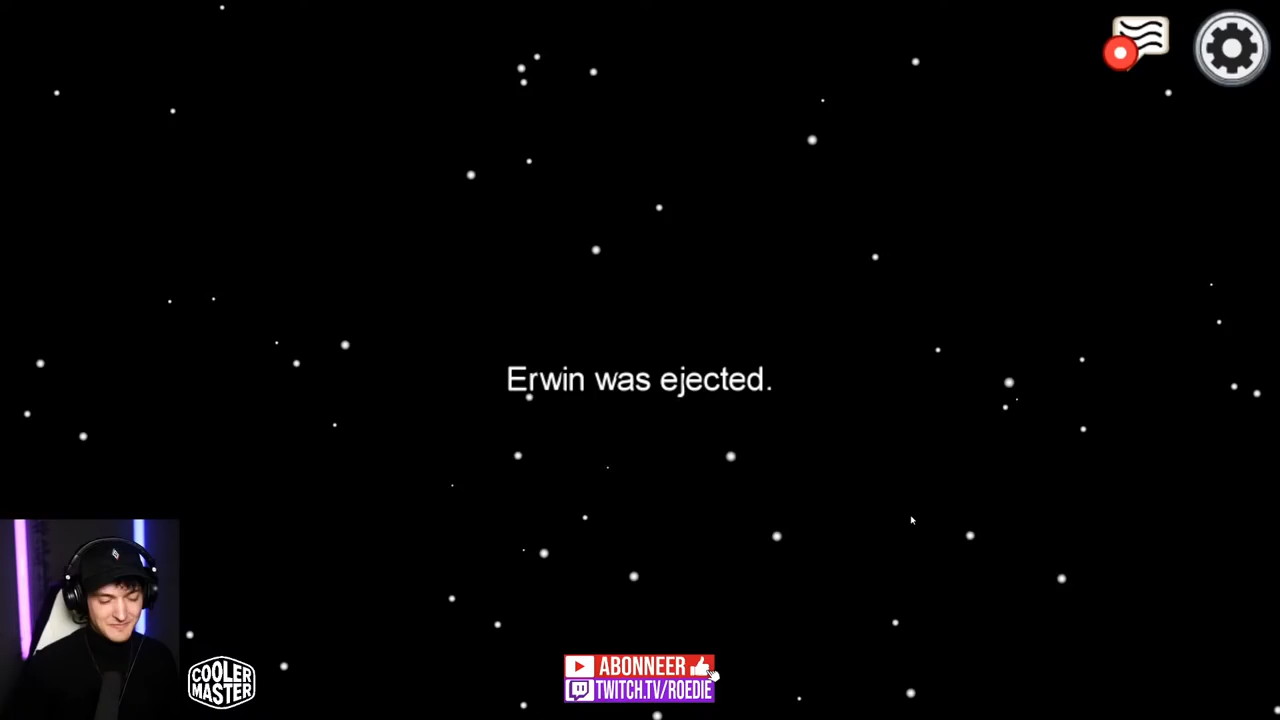 Erwin was ejected.
COOLER
MASTER
ABONNEER
TWITCH.TV/ROEDIE